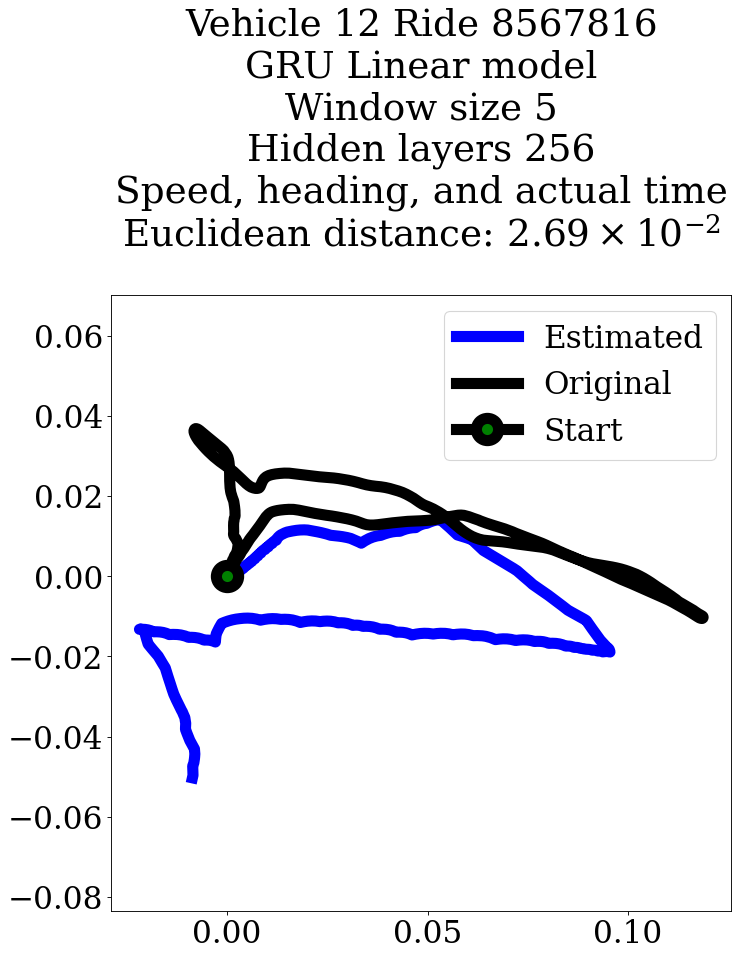 Vehicle 12 Ride 8567816
GRU Linear model
Window size 5
Hidden layers 256
Speed, heading, and actual time
Euclidean distance: 2.69 × 10⁻²
Estimated
Original
Start
0.06
0.04
0.02
0.00
−0.02
−0.04
−0.06
−0.08
0.00 0.05 0.10